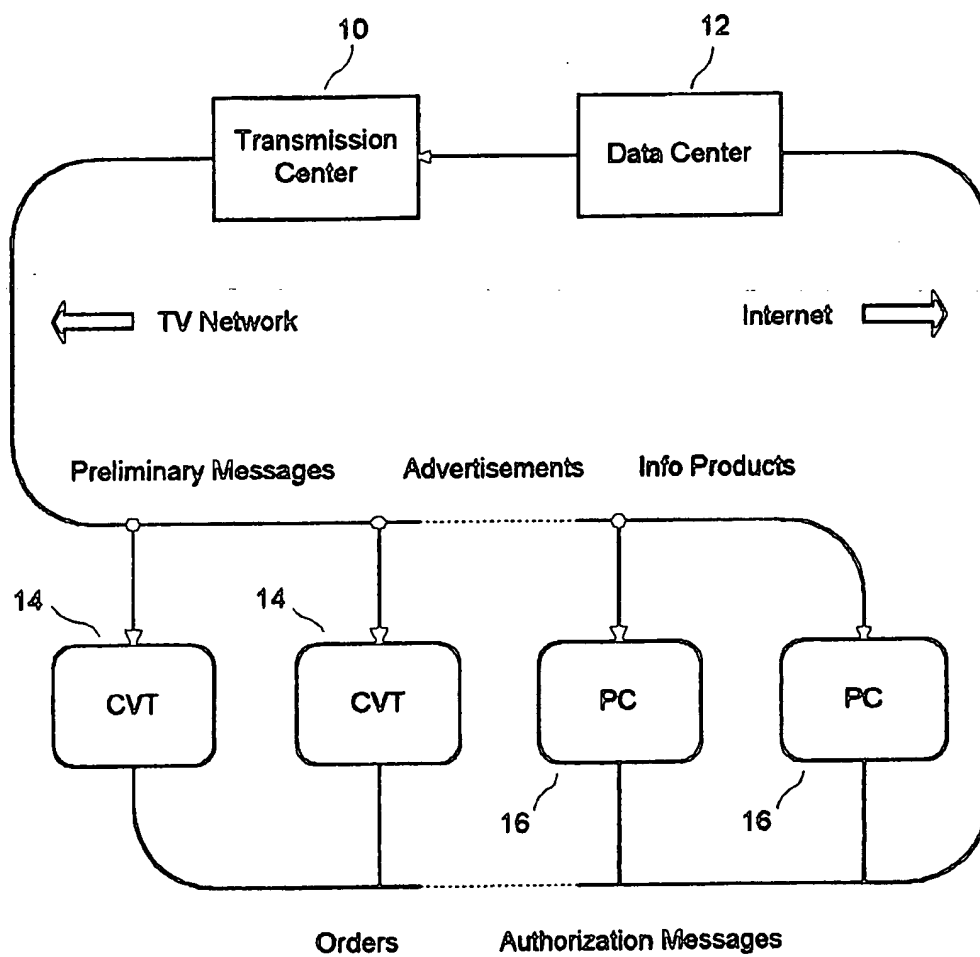 10
12
Transmission
Center
Data Center
TV Network
Internet
Preliminary Messages
Advertisements
Info Products
14
14
CVT
CVT
PC
PC
16
16
Orders
Authorization Messages